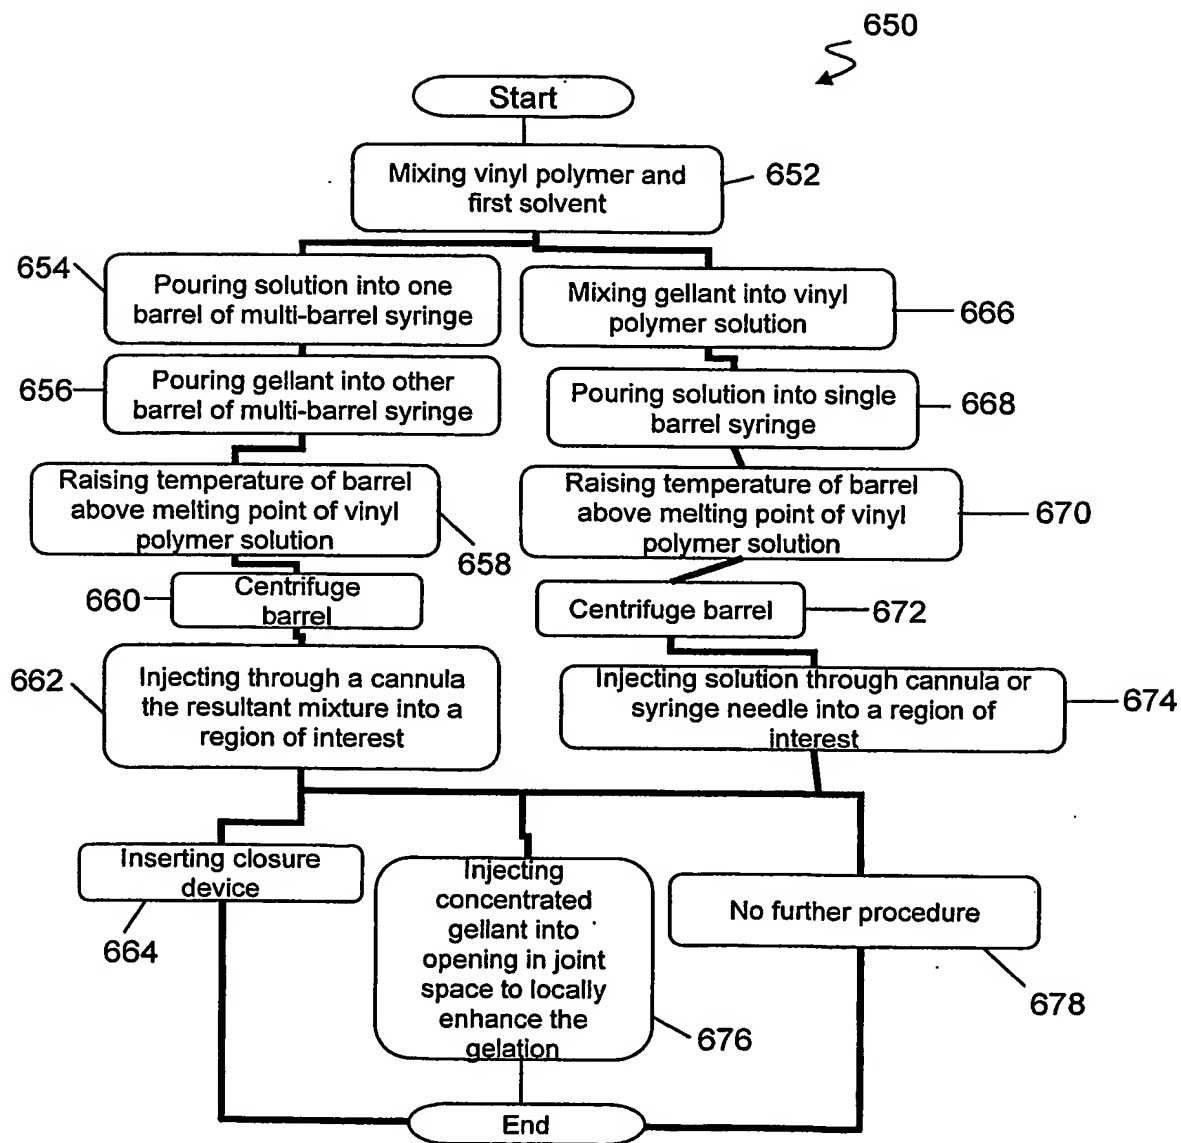 650
Start
Mixing vinyl polymer and
first solvent
652
654
Pouring solution into one
barrel of multi-barrel syringe
Mixing gellant into vinyl
polymer solution
666
656
Pouring gellant into other
barrel of multi-barrel syringe
Pouring solution into single
barrel syringe
668
Raising temperature of barrel
above melting point of vinyl
polymer solution
658
Raising temperature of barrel
above melting point of vinyl
polymer solution
670
660
Centrifuge
barrel
Centrifuge barrel
672
662
Injecting through a cannula
the resultant mixture into a
region of interest
Injecting solution through cannula or
syringe needle into a region of
interest
674
Inserting closure
device
664
Injecting
concentrated
gellant into
opening in joint
space to locally
enhance the
gelation
676
No further procedure
678
End